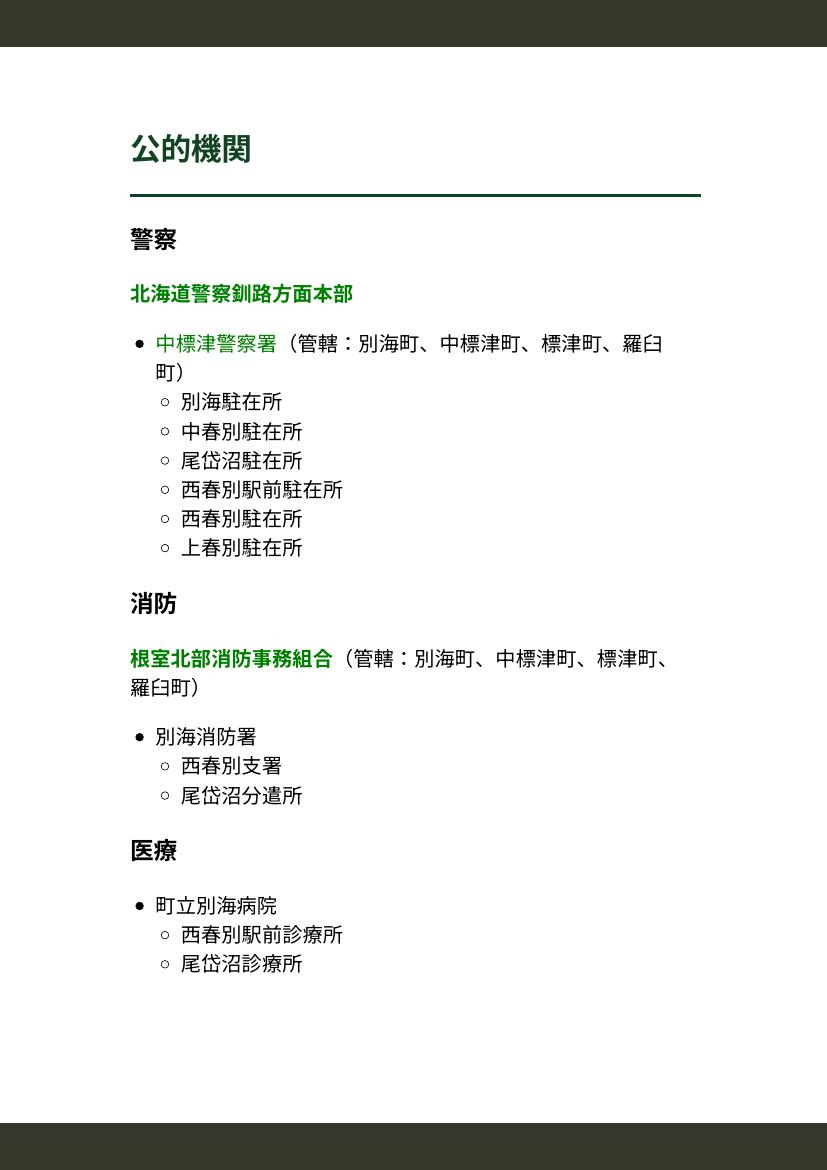 公的機関
警察
北海道警察釧路方面本部
中標津警察署（管轄：別海町、中標津町、標津町、羅臼
町）
別海駐在所
中春別駐在所
尾岱沼駐在所
西春別駅前駐在所
西春別駐在所
上春別駐在所
消防
根室北部消防事務組合（管轄：別海町、中標津町、標津町、
羅臼町）
別海消防署
西春別支署
尾岱沼分遣所
医療
町立別海病院
西春別駅前診療所
尾岱沼診療所